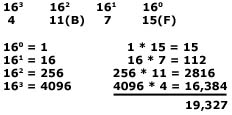 16³ 16² 16¹ 16⁰
4 11(B) 7 15(F)
16⁰ = 1 1 * 15 = 15
16¹ = 16 16 * 7 = 112
16² = 256 256 * 11 = 2816
16³ = 4096 4096 * 4 = 16,384
19,327